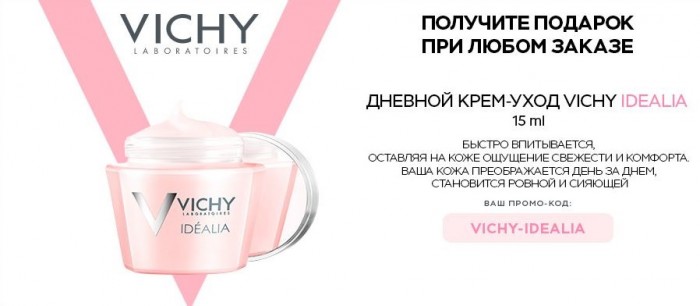 VICHY
LABORATOIRES
VICHY
LABORATOIRES
IDÉALIA
ПОЛУЧИТЕ ПОДАРОК
ПРИ ЛЮБОМ ЗАКАЗЕ
ДНЕВНОЙ КРЕМ-УХОД VICHY IDEALIA
15 ml
БЫСТРО ВПИТЫВАЕТСЯ,
ОСТАВЛЯЯ НА КОЖЕ ОЩУЩЕНИЕ СВЕЖЕСТИ И КОМФОРТА.
ВАША КОЖА ПРЕОБРАЖАЕТСЯ ДЕНЬ ЗА ДНЕМ,
СТАНОВИТСЯ РОВНОЙ И СИЯЮЩЕЙ
ВАШ ПРОМО-КОД:
VICHY-IDEALIA